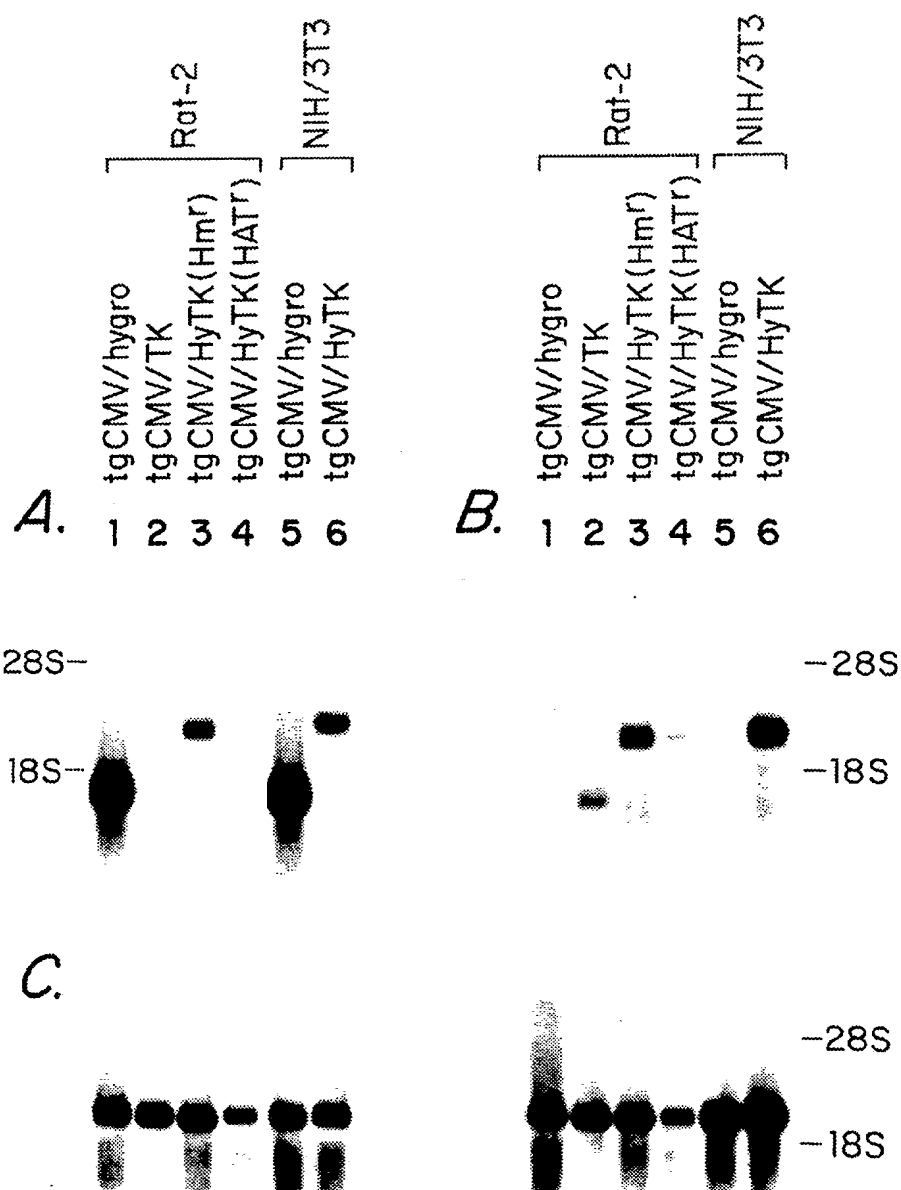 Rat-2
NIH/3T3
tgCMV/hygro
tgCMV/TK
tgCMV/HyTK(Hmʳ)
tgCMV/HyTK(HATʳ)
tgCMV/hygro
tgCMV/HyTK
A.
1 2 3 4 5 6
28S-
18S-
Rat-2
NIH/3T3
tgCMV/hygro
tgCMV/TK
tgCMV/HyTK(Hmʳ)
tgCMV/HyTK(HATʳ)
tgCMV/hygro
tgCMV/HyTK
B.
1 2 3 4 5 6
-28S
-18S
C.
-28S
-18S